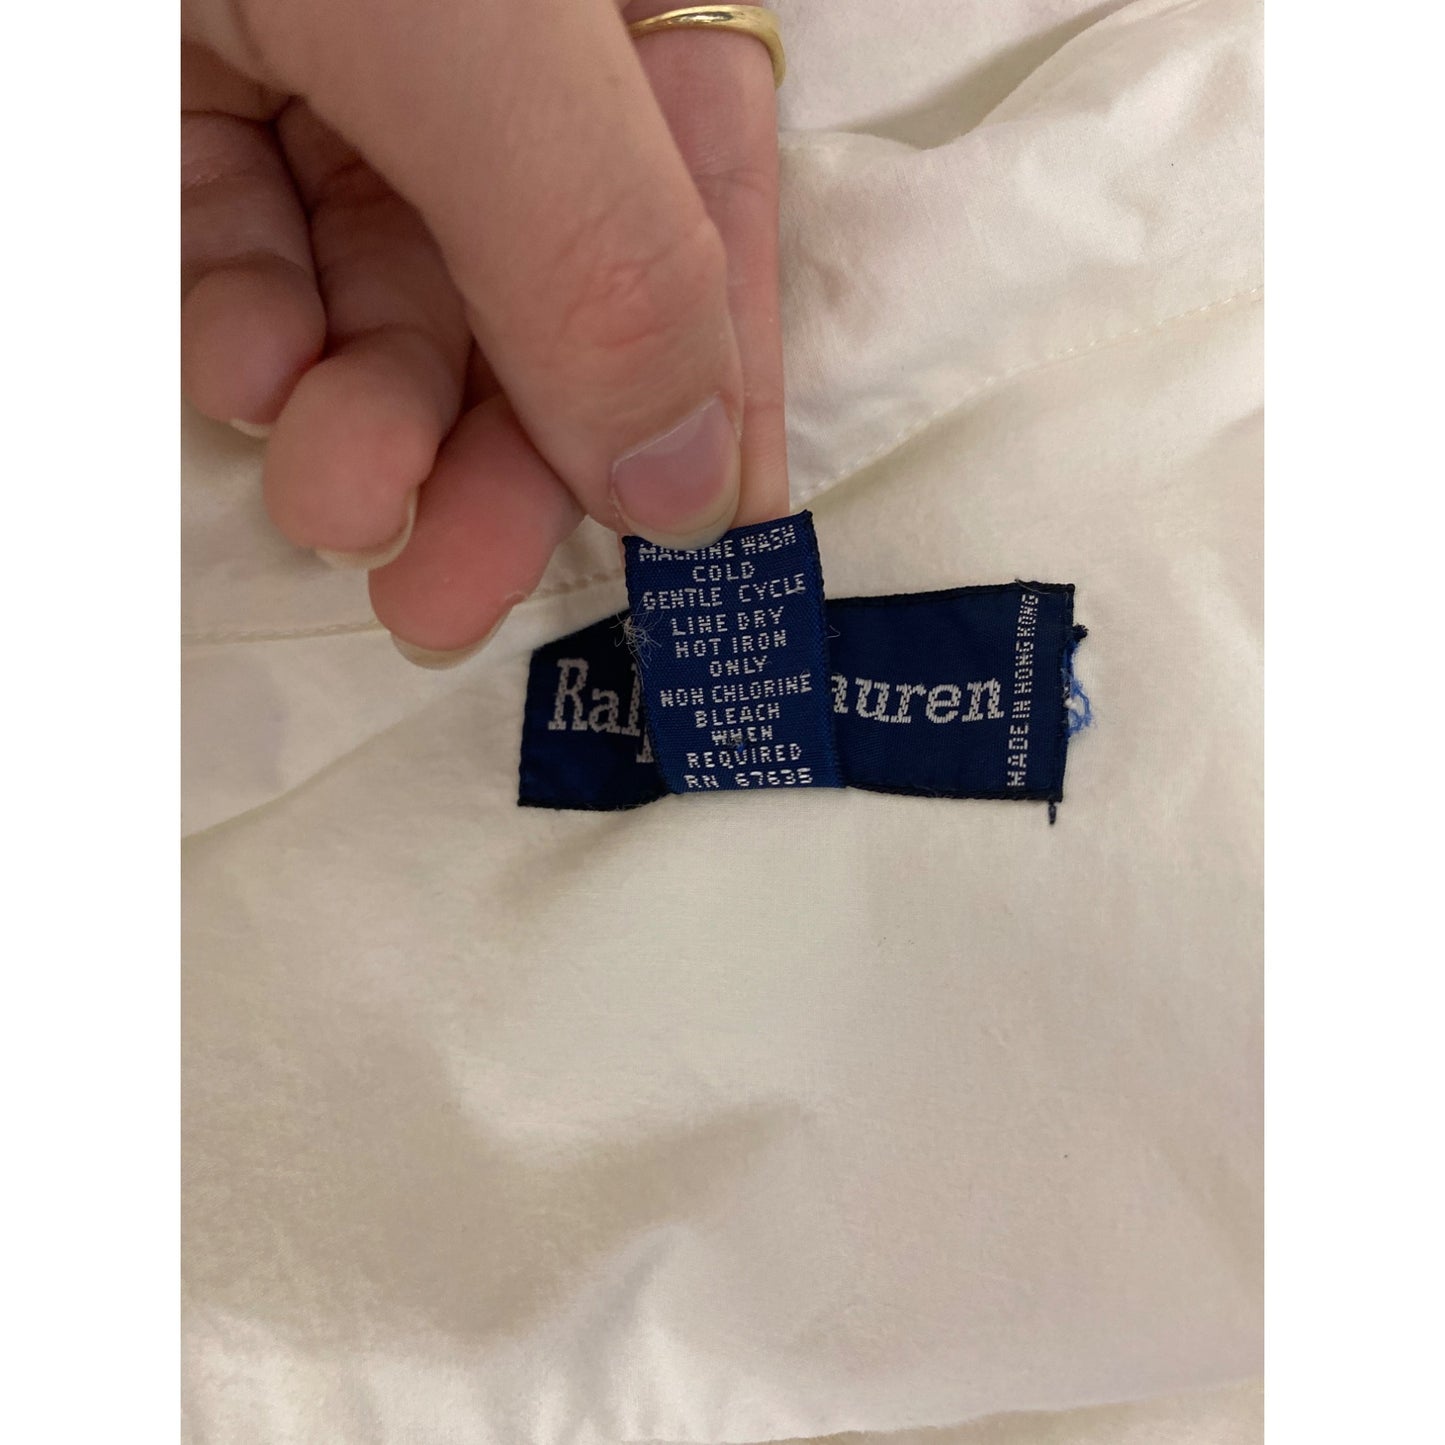 MACHINE WASH
COLD
GENTLE CYCLE
LINE DRY
HOT IRON
ONLY
NON CHLORINE
BLEACH
WHEN
REQUIRED
RN 67635
Ral auren
MADE IN HONG KONG